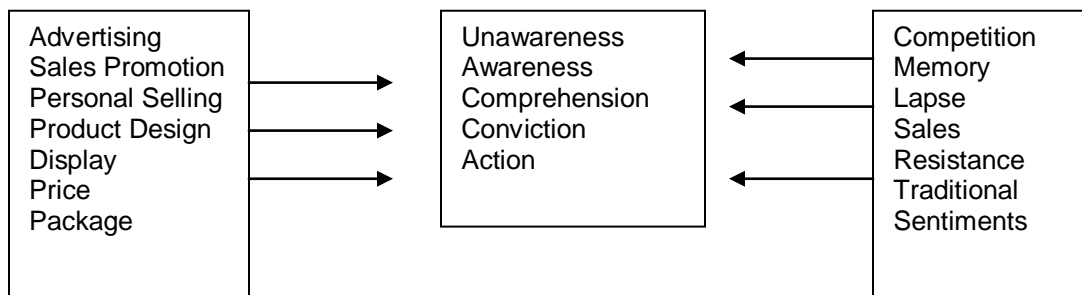 Advertising
Sales Promotion
Personal Selling
Product Design
Display
Price
Package
Unawareness
Awareness
Comprehension
Conviction
Action
Competition
Memory
Lapse
Sales
Resistance
Traditional
Sentiments